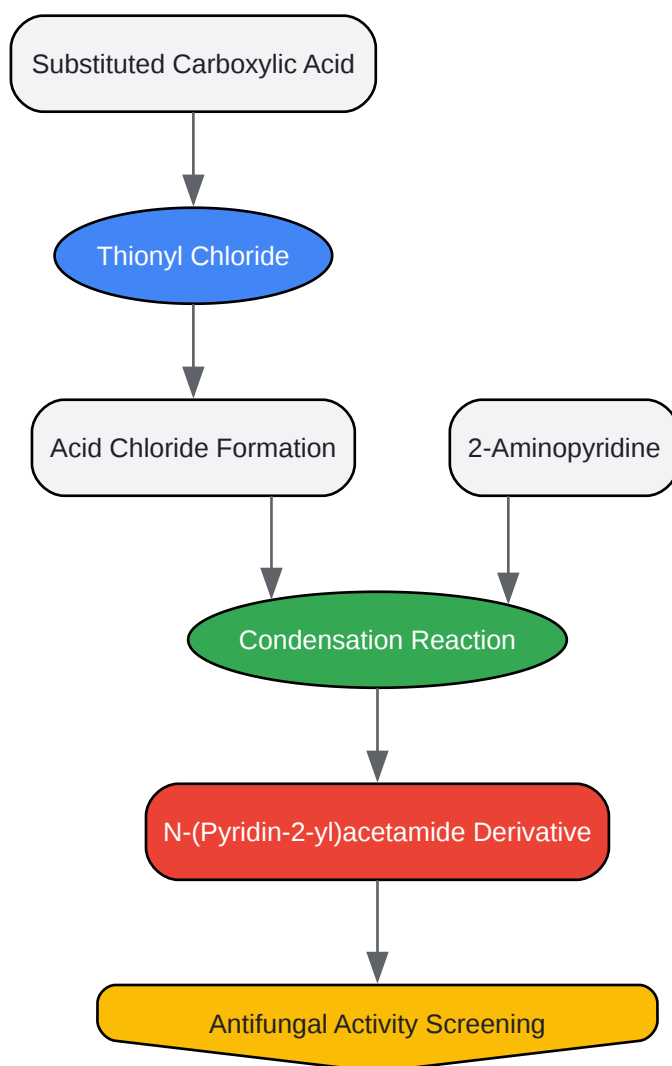 Substituted Carboxylic Acid
Thionyl Chloride
Acid Chloride Formation
2-Aminopyridine
Condensation Reaction
N-(Pyridin-2-yl)acetamide Derivative
Antifungal Activity Screening